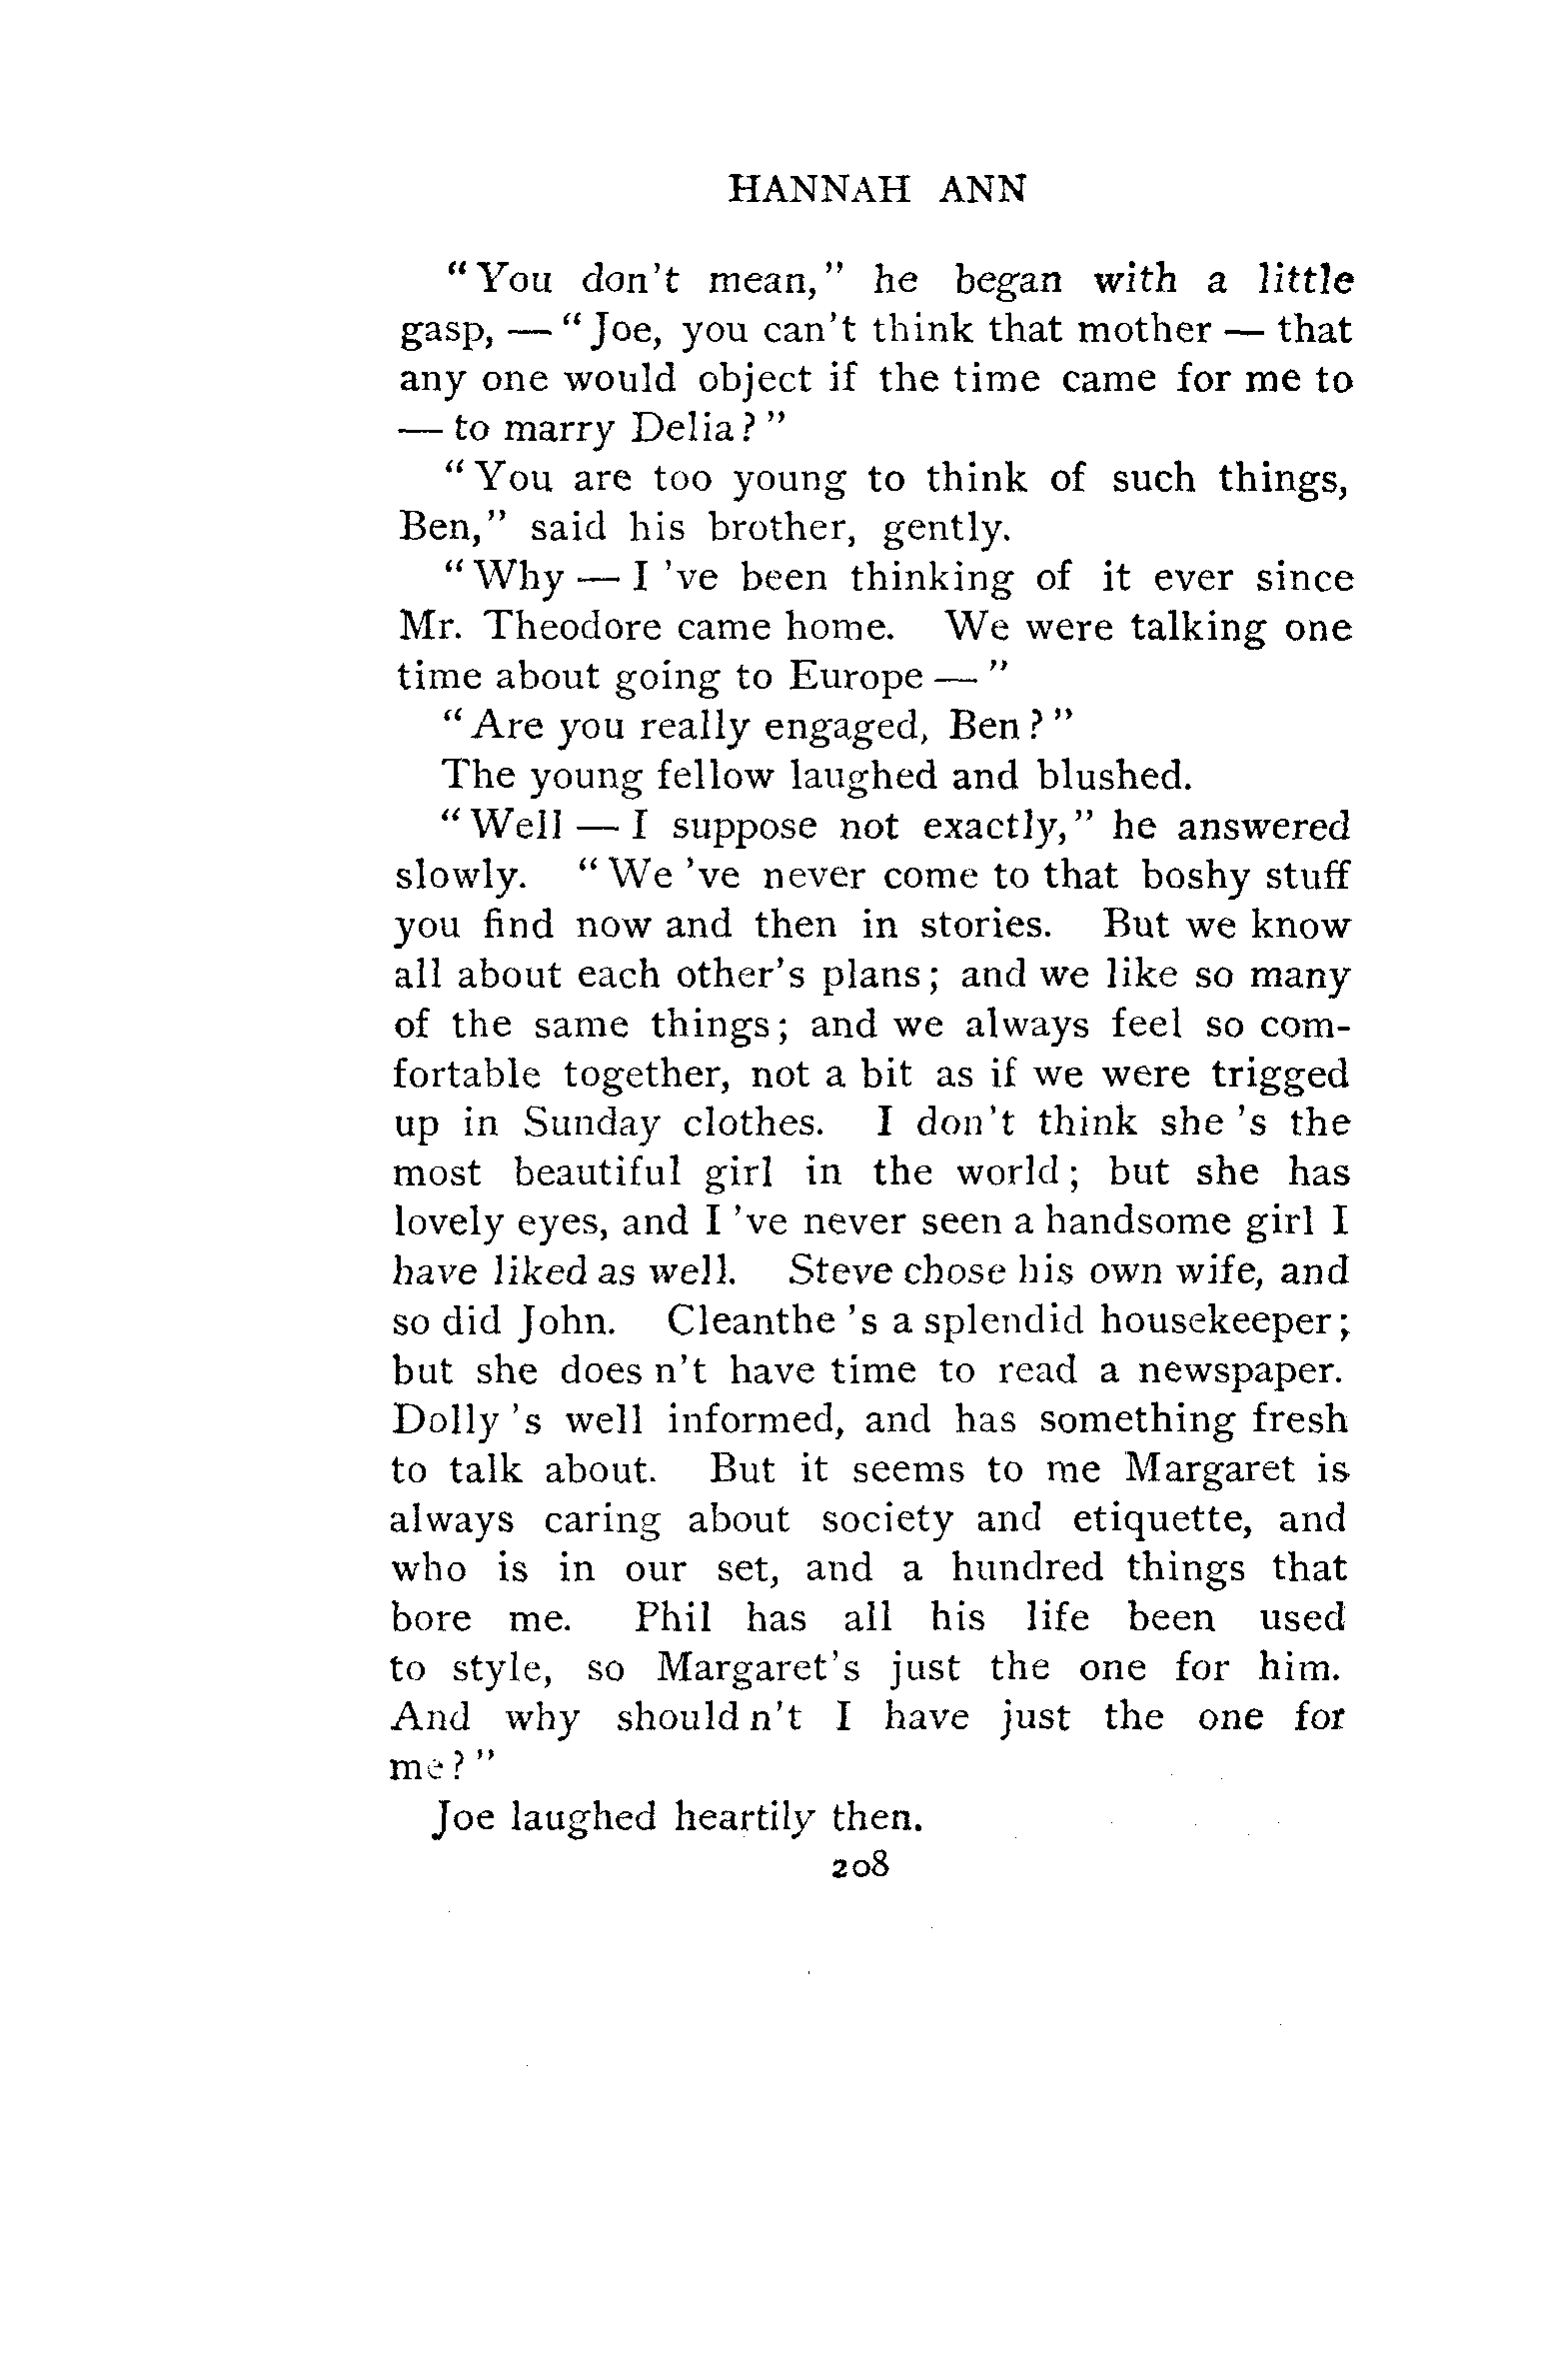 HANNAH ANN
"You don't mean," he began with a little
gasp, — "Joe, you can't think that mother — that
any one would object if the time came for me to
— to marry Delia?"
"You are too young to think of such things,
Ben," said his brother, gently.
"Why — I 've been thinking of it ever since
Mr. Theodore came home. We were talking one
time about going to Europe — "
"Are you really engaged, Ben?"
The young fellow laughed and blushed.
"Well — I suppose not exactly," he answered
slowly. "We 've never come to that boshy stuff
you find now and then in stories. But we know
all about each other's plans; and we like so many
of the same things; and we always feel so com-
fortable together, not a bit as if we were trigged
up in Sunday clothes. I don't think she 's the
most beautiful girl in the world; but she has
lovely eyes, and I 've never seen a handsome girl I
have liked as well. Steve chose his own wife, and
so did John. Cleanthe 's a splendid housekeeper;
but she does n't have time to read a newspaper.
Dolly 's well informed, and has something fresh
to talk about. But it seems to me Margaret is
always caring about society and etiquette, and
who is in our set, and a hundred things that
bore me. Phil has all his life been used
to style, so Margaret's just the one for him.
And why should n't I have just the one for
me?"
Joe laughed heartily then.
208